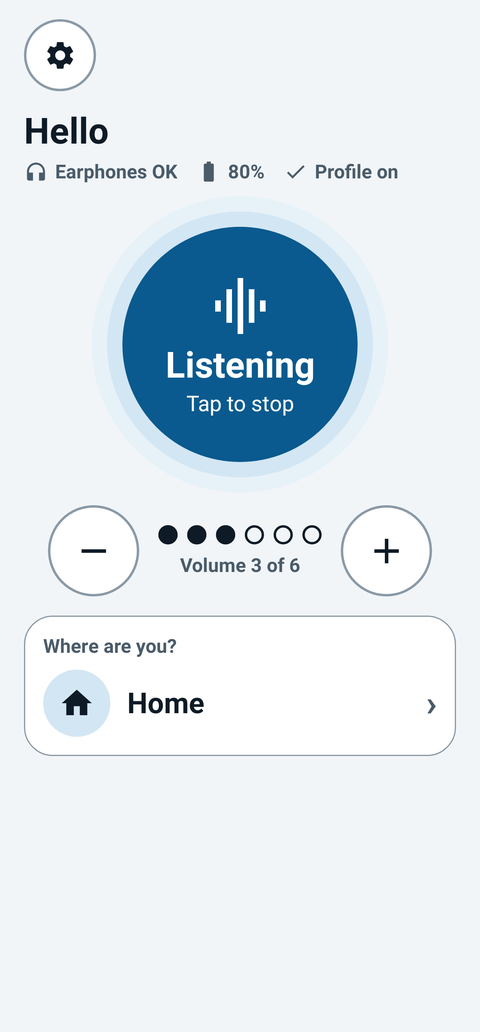 Hello
Earphones OK 80% Profile on
Listening
Tap to stop
Volume 3 of 6
Where are you?
Home